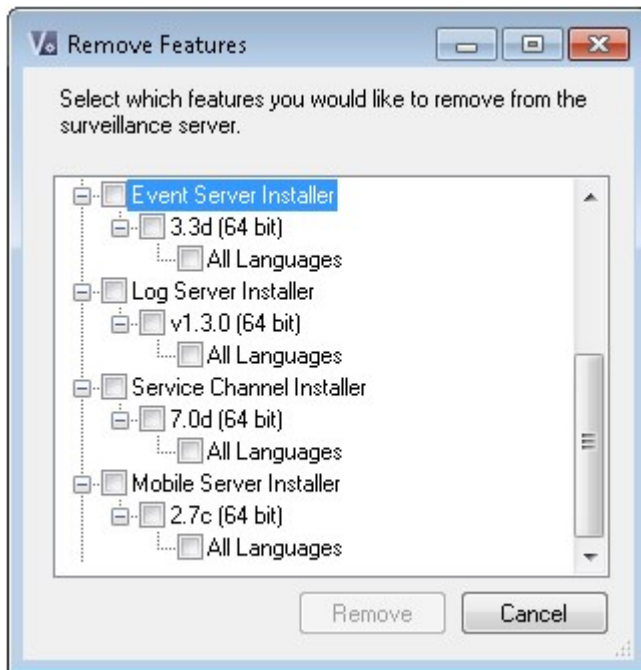 Remove Features
Select which features you would like to remove from the
surveillance server.
Event Server Installer
3.3d (64 bit)
All Languages
Log Server Installer
v1.3.0 (64 bit)
All Languages
Service Channel Installer
7.0d (64 bit)
All Languages
Mobile Server Installer
2.7c (64 bit)
All Languages
Remove
Cancel